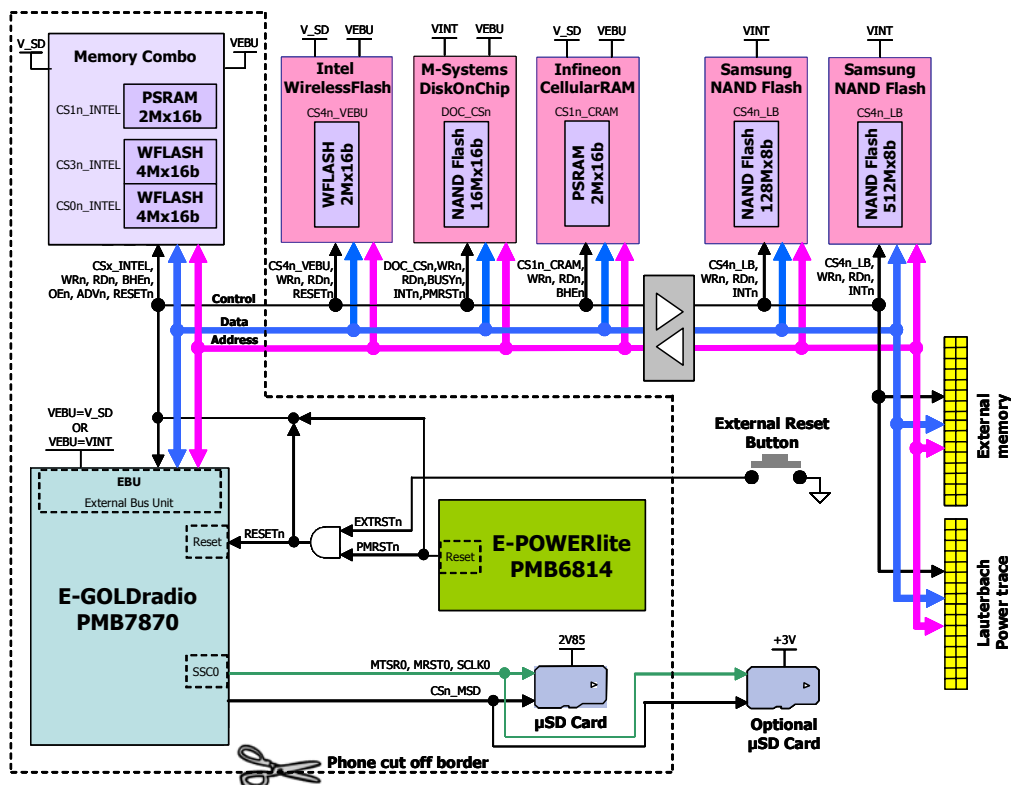 V_SD
VEBU
Memory Combo
CS1n_INTEL
PSRAM
2Mx16b
CS3n_INTEL
WFLASH
4Mx16b
CS0n_INTEL
WFLASH
4Mx16b
V_SD
VEBU
Intel
WirelessFlash
CS4n_VEBU
WFLASH
2Mx16b
VINT
VEBU
M-Systems
DiskOnChip
DOC_CSn
NAND Flash
16Mx16b
V_SD
VEBU
Infineon
CellularRAM
CS1n_CRAM
PSRAM
2Mx16b
VINT
Samsung
NAND Flash
CS4n_LB
NAND Flash
128Mx8b
VINT
Samsung
NAND Flash
CS4n_LB
NAND Flash
512Mx8b
CSx_INTEL,
WRn, RDn, BHEn,
OEn, ADVn, RESETn
CS4n_VEBU,
WRn, RDn,
RESETn
DOC_CSn,WRn,
RDn,BUSYn,
INTn,PMRSTn
CS1n_CRAM,
WRn, RDn,
BHEn
CS4n_LB,
WRn, RDn,
INTn
CS4n_LB,
WRn, RDn,
INTn
Control
Data
Address
External
memory
VEBU=V_SD
OR
VEBU=VINT
External Reset
Button
EBU
External Bus Unit
Reset
RESETn
EXTRSTn
PMRSTn
Reset
E-POWERlite
PMB6814
E-GOLDradio
PMB7870
Lauterbach
Power trace
SSC0
MTSR0, MRST0, SCLK0
CSn_MSD
2V85
µSD Card
+3V
Optional
µSD Card
Phone cut off border